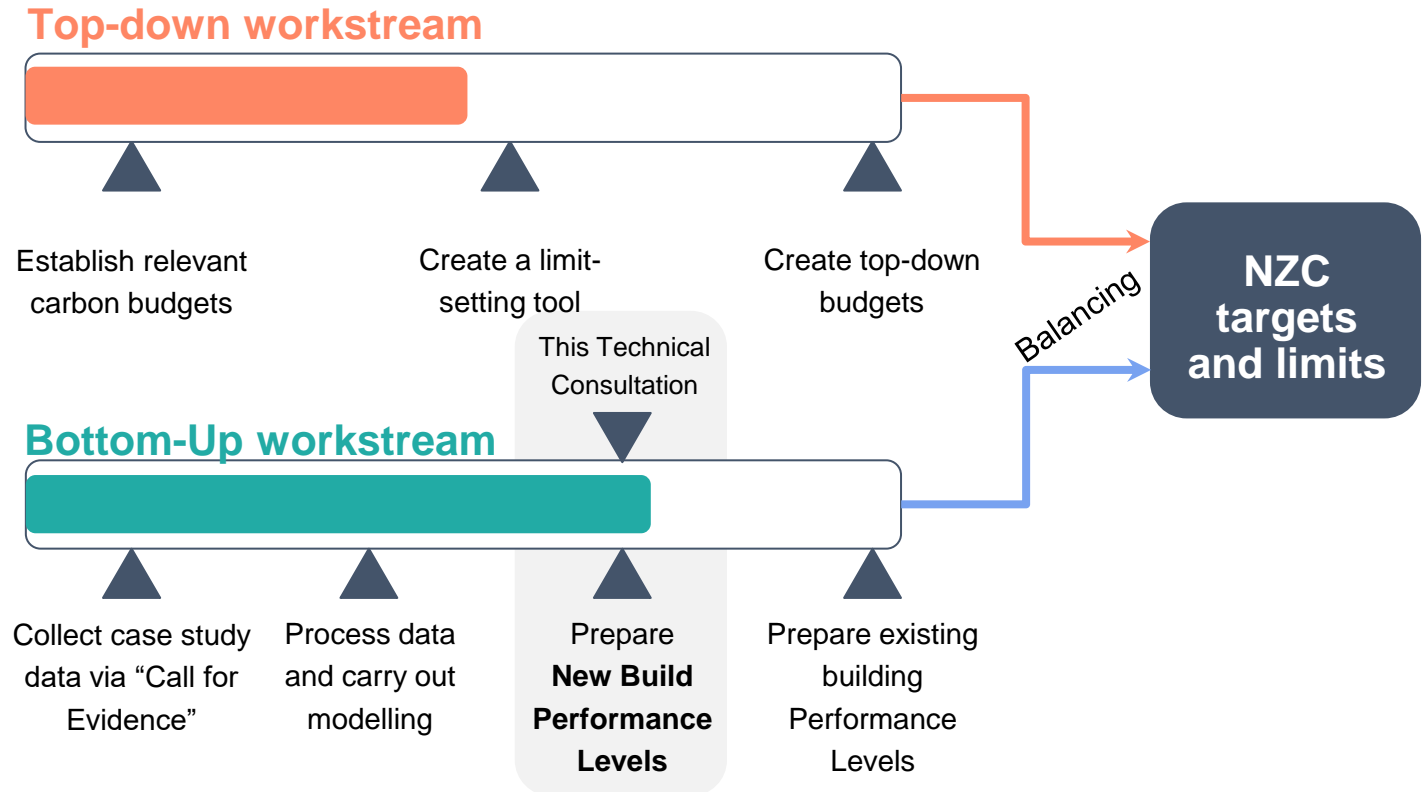 Top-down workstream
Establish relevant
carbon budgets
Create a limit-
setting tool
Create top-down
budgets
This Technical
Consultation
Balancing
NZC
targets
and limits
Bottom-Up workstream
Collect case study
data via “Call for
Evidence”
Process data
and carry out
modelling
Prepare
New Build
Performance
Levels
Prepare existing
building
Performance
Levels